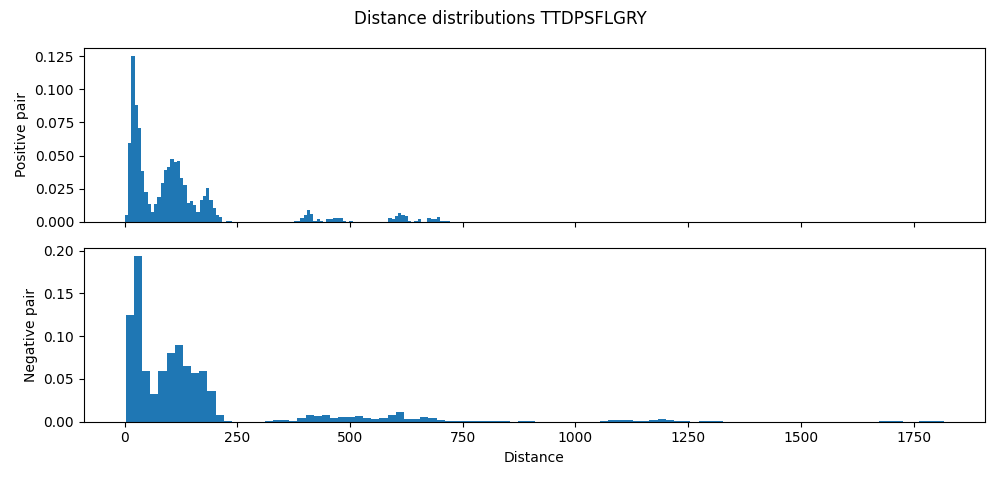 Distance distributions TTDPSFLGRY
Positive pair
0.125
0.100
0.075
0.050
0.025
0.000
Negative pair
0.20
0.15
0.10
0.05
0.00
0 250 500 750 1000 1250 1500 1750
Distance